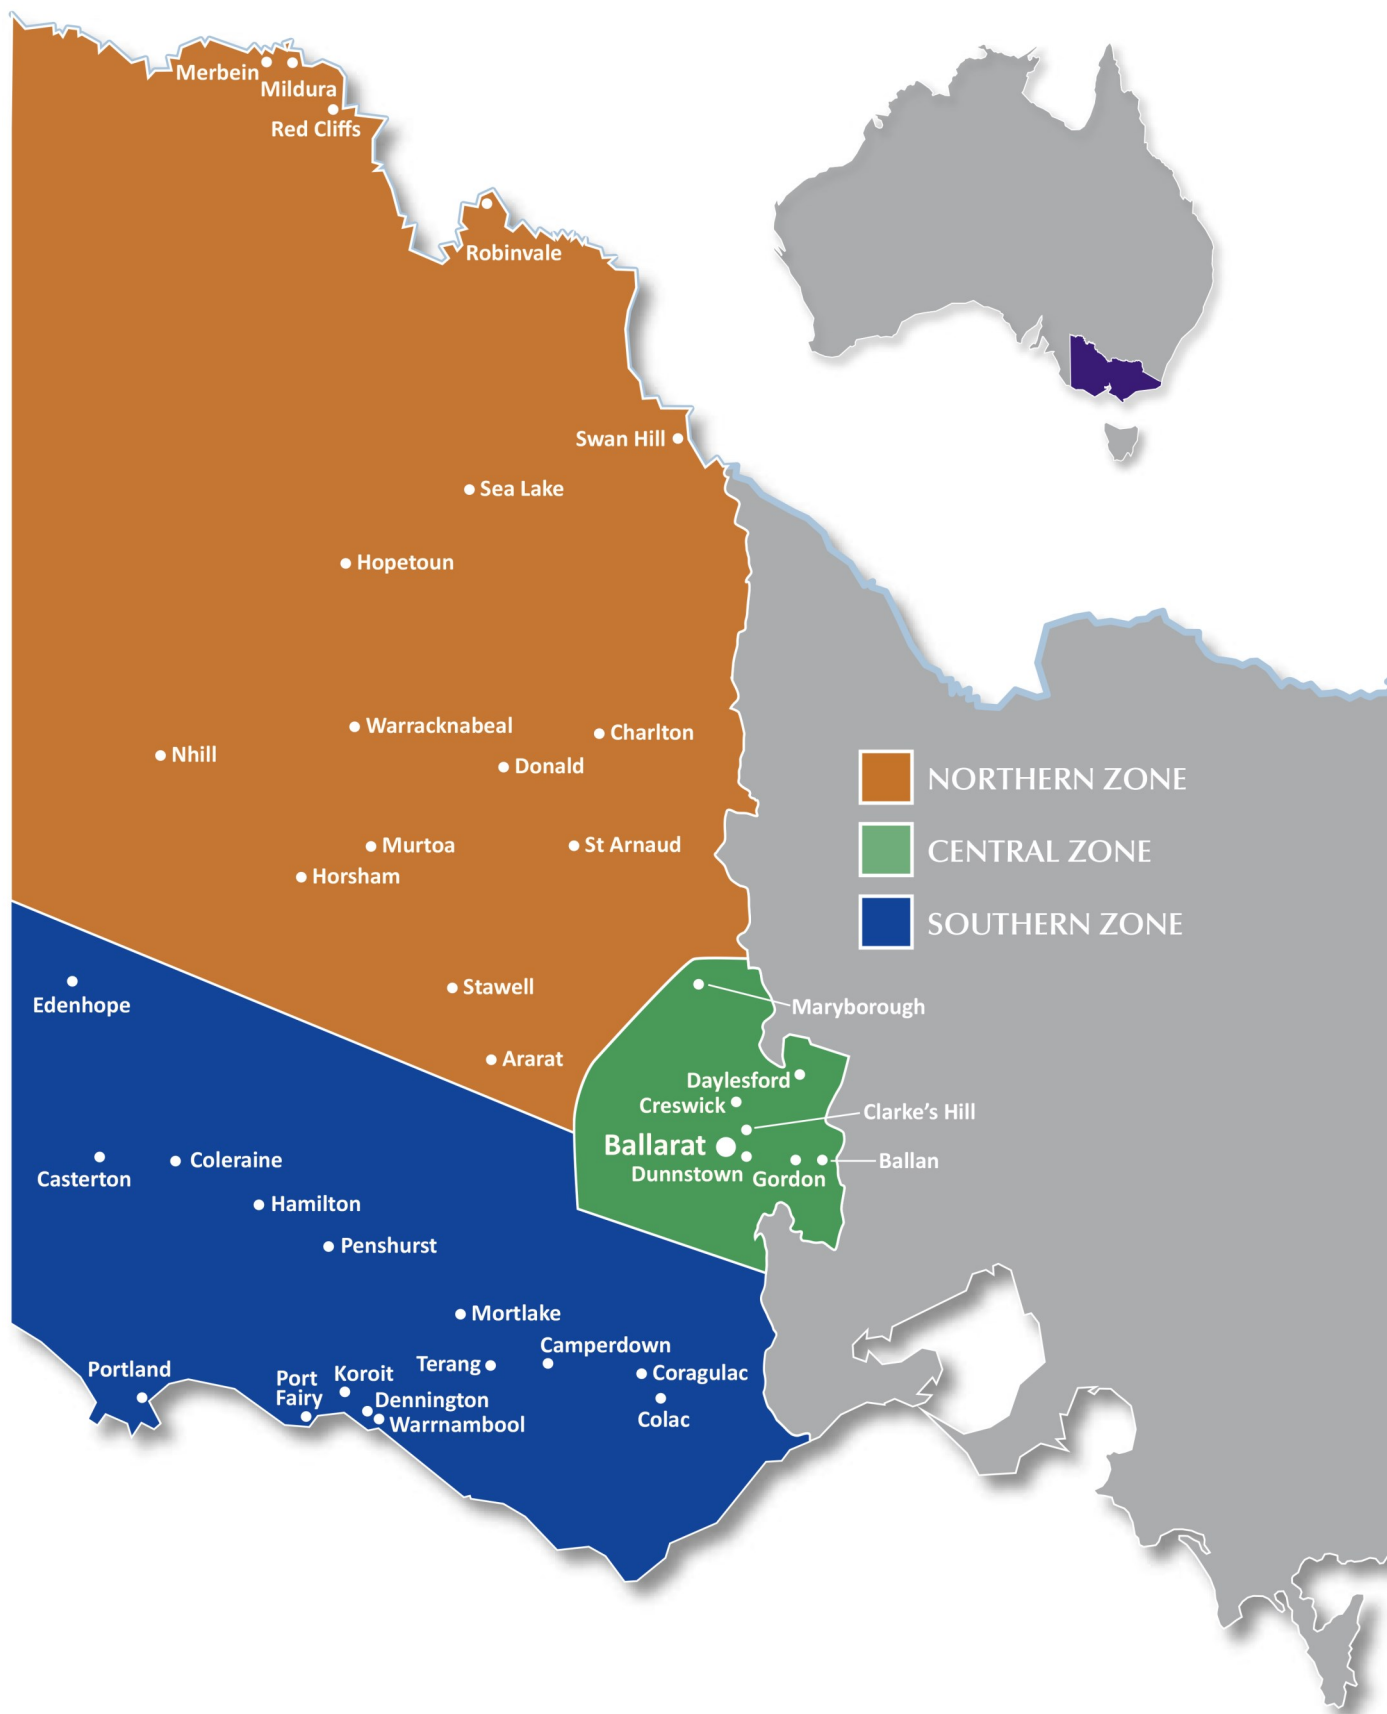 Merbein
Mildura
Red Cliffs
Robinvale
Swan Hill
Sea Lake
Hopetoun
Warracknabeal
Charlton
Nhill
Donald
NORTHERN ZONE
Murtoa
St Arnaud
CENTRAL ZONE
Horsham
SOUTHERN ZONE
Stawell
Edenhope
Maryborough
Ararat
Daylesford
Creswick
Clarke’s Hill
Ballarat
Coleraine
Ballan
Dunnstown
Casterton
Gordon
Hamilton
Penshurst
Mortlake
Camperdown
Terang
Portland
Koroit
Coragulac
Port
Fairy
Dennington
Colac
Warrnambool